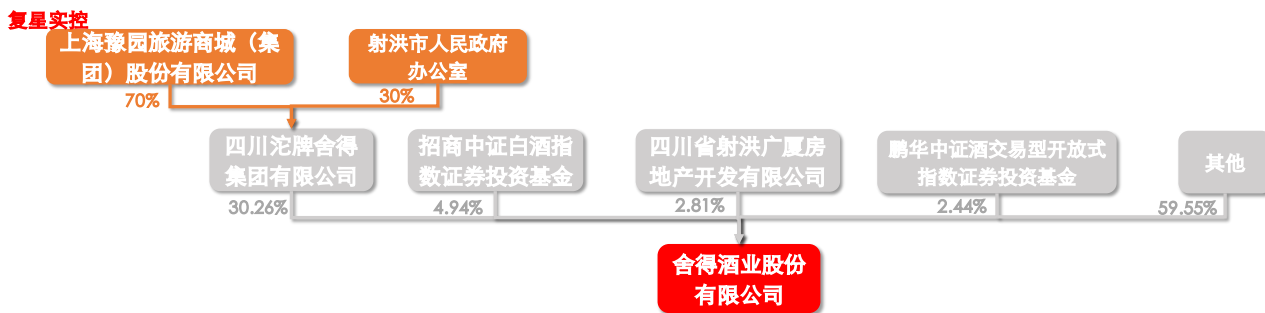 复星实控
上海豫园旅游商城（集
团）股份有限公司
射洪市人民政府
办公室
70%
30%
四川沱牌舍得
集团有限公司
招商中证白酒指
数证券投资基金
四川省射洪广厦房
地产开发有限公司
鹏华中证酒交易型开放式
指数证券投资基金
其他
30.26%
4.94%
2.81%
2.44%
59.55%
舍得酒业股份
有限公司